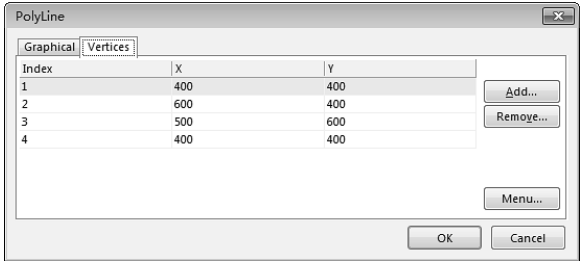 PolyLine
Graphical Vertices
Index X Y
1 400 400
2 600 400
3 500 600
4 400 400
Add...
Remove...
Menu...
OK Cancel